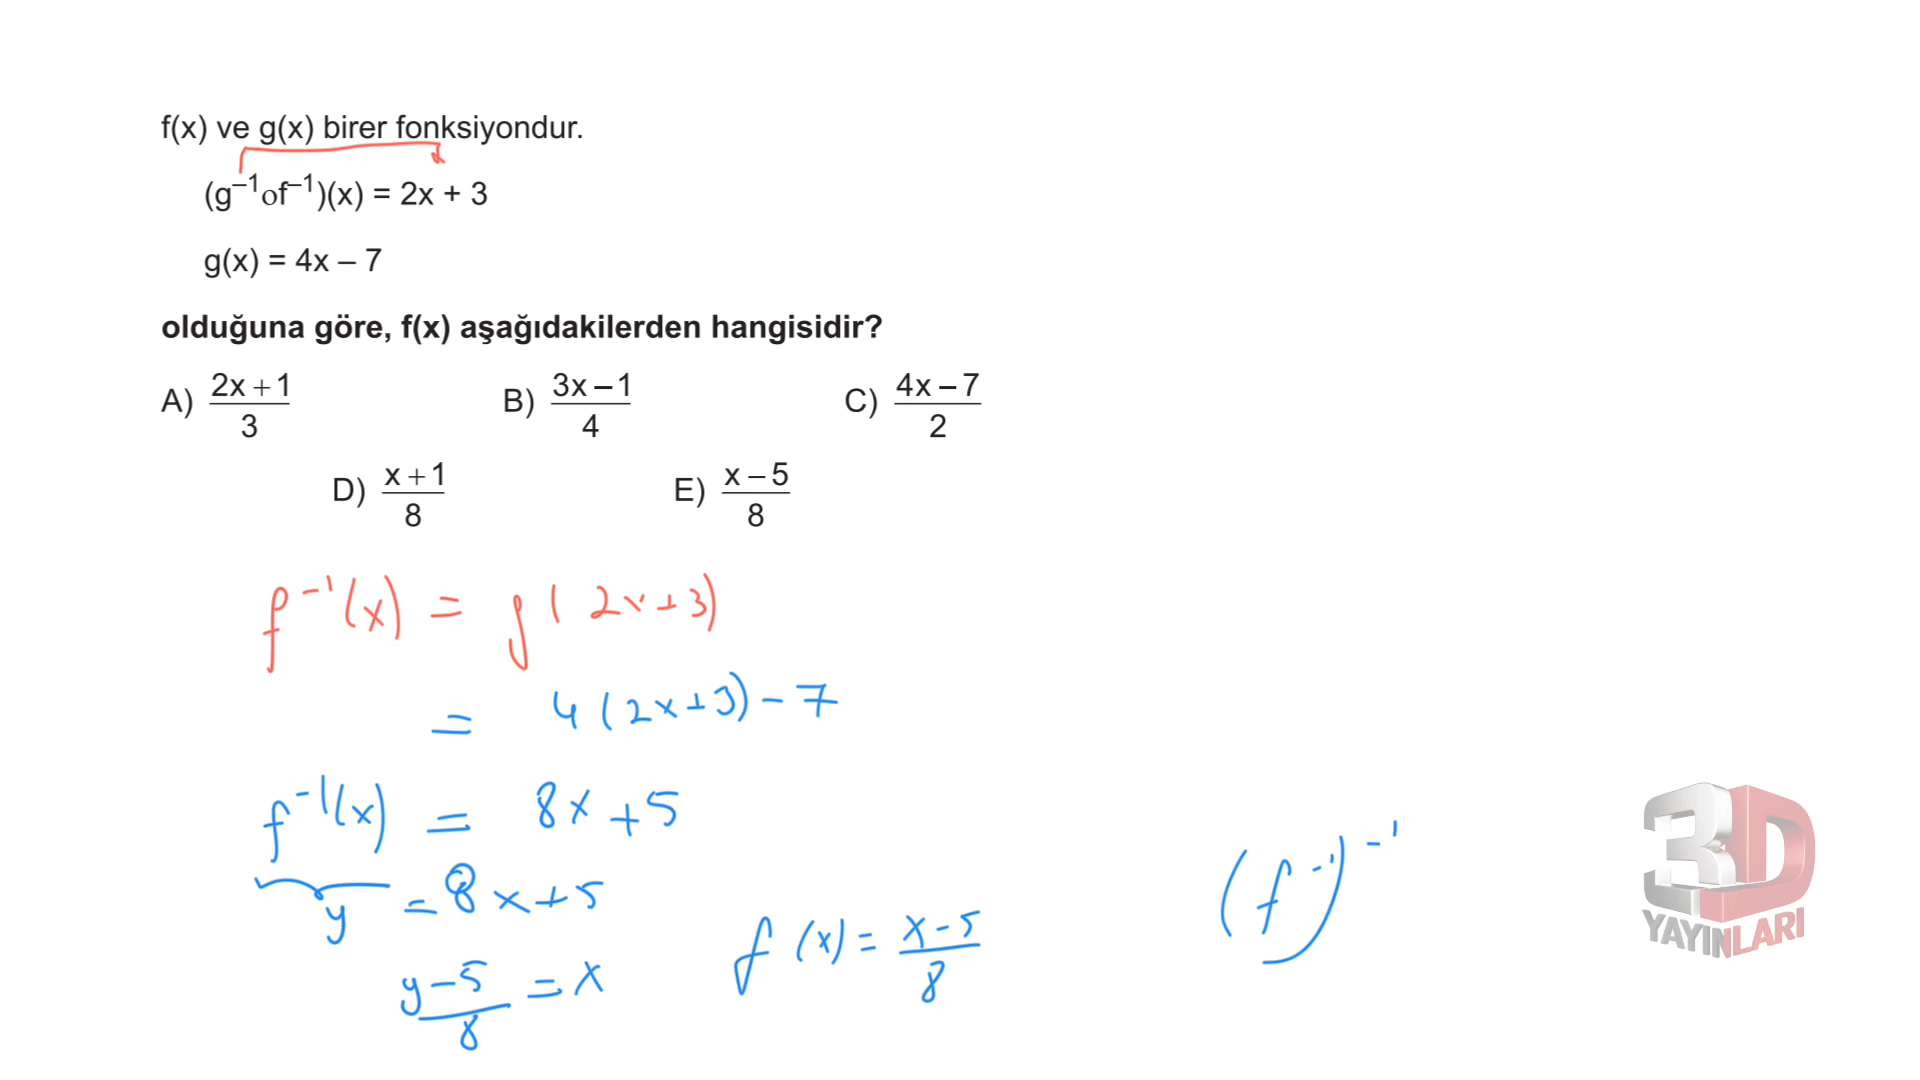 f(x) ve g(x) birer fonksiyondur.
(g⁻¹of⁻¹)(x) = 2x + 3
g(x) = 4x – 7
olduğuna göre, f(x) aşağıdakilerden hangisidir?
A) (2x + 1)/3 B) (3x – 1)/4 C) (4x – 7)/2
D) (x + 1)/8 E) (x – 5)/8
f⁻¹(x) = g(2x+3)
= 4(2x+3) - 7
f⁻¹(x) = 8x + 5
y = 8x + 5
(y-5)/8 = x
f(x) = (x-5)/8
(f⁻¹)⁻¹
3D
YAYINLARI